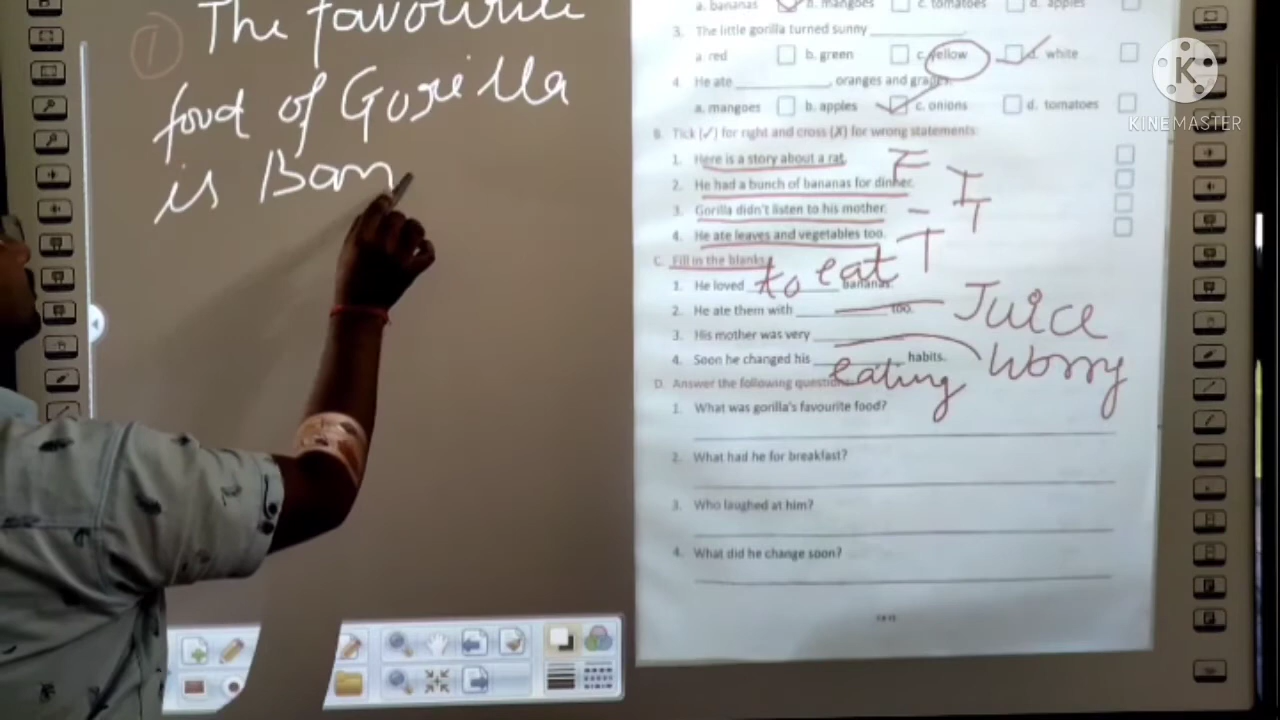 ① The favourite
food of Gorilla
is Ban
a. bananas b. mangoes c. tomatoes d. apples
3. The little gorilla turned sunny
a. red b. green c. yellow d. white
4. He ate , oranges and grapes.
a. mangoes b. apples c. onions d. tomatoes
B. Tick (✓) for right and cross (X) for wrong statements:
1. Here is a story about a rat. F
2. He had a bunch of bananas for dinner. T
3. Gorilla didn't listen to his mother. T
4. He ate leaves and vegetables too. T
C. Fill in the blanks
1. He loved to eat bananas.
2. He ate them with too. Juice
3. His mother was very worry
4. Soon he changed his eating habits.
D. Answer the following questions
1. What was gorilla's favourite food?
2. What had he for breakfast?
3. Who laughed at him?
4. What did he change soon?
K
KINEMASTER